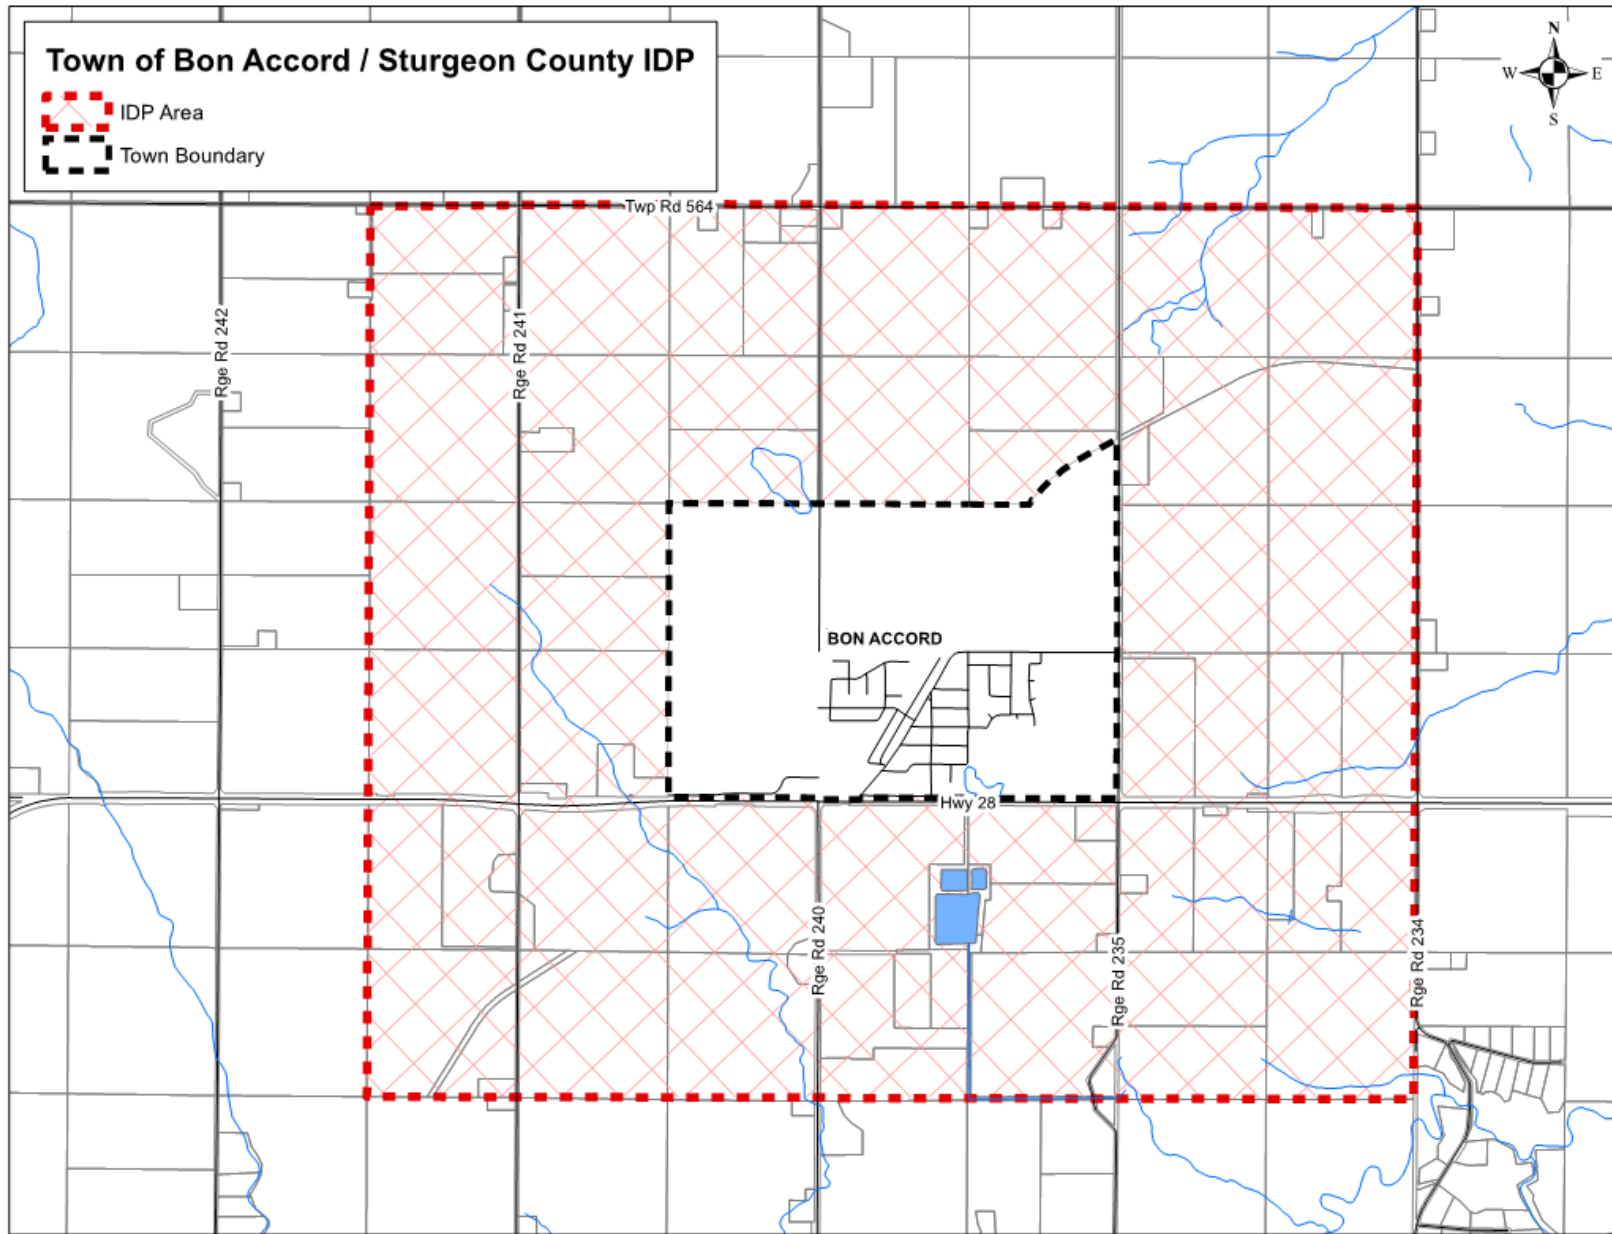 Town of Bon Accord / Sturgeon County IDP
IDP Area
Town Boundary
N
W
E
S
Twp Rd 564
Rge Rd 242
Rge Rd 241
BON ACCORD
Hwy 28
Rge Rd 240
Rge Rd 235
Rge Rd 234